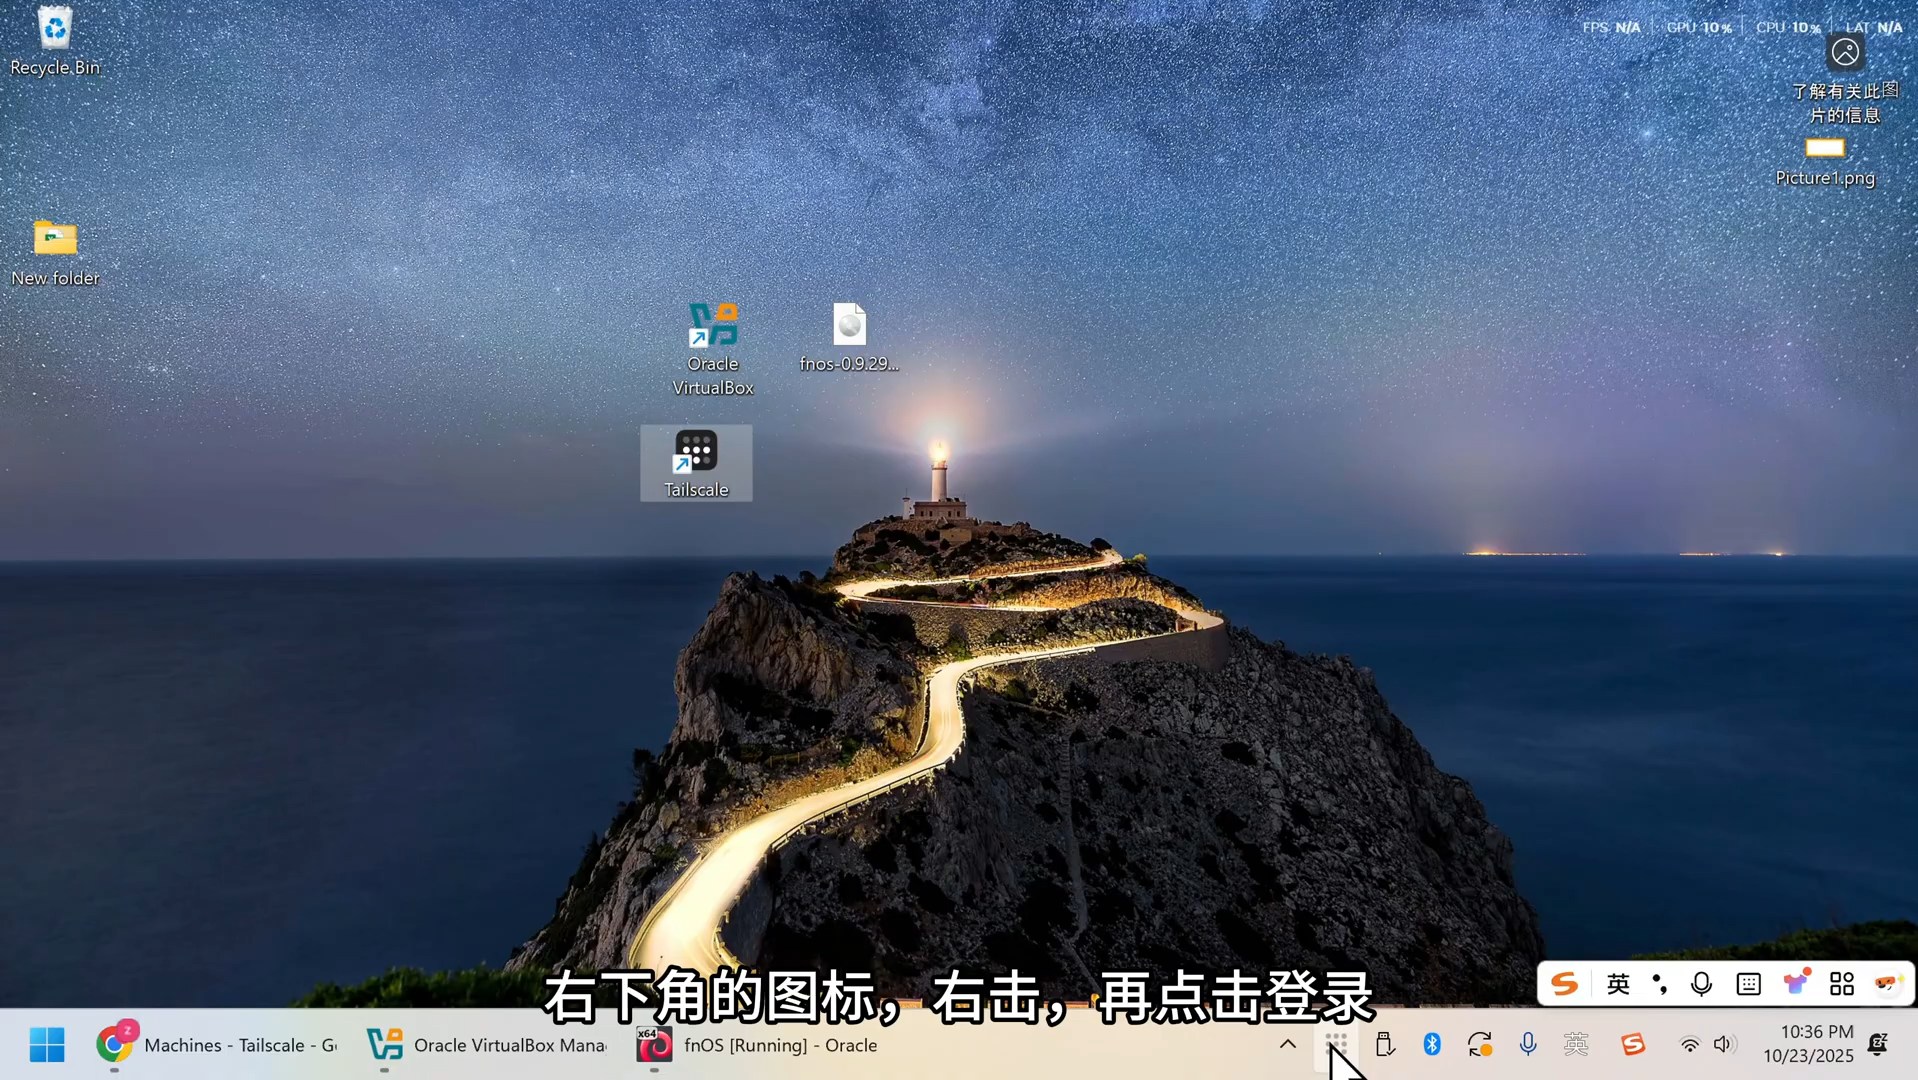 Recycle Bin
FPS N/A GPU 10% CPU 10% LAT N/A
了解有关此图
片的信息
Picture1.png
New folder
Oracle
VirtualBox
fnos-0.9.29...
Tailscale
右下角的图标，右击，再点击登录
英
Machines - Tailscale - G
Oracle VirtualBox Mana
x64
fnOS [Running] - Oracle
英
10:36 PM
10/23/2025